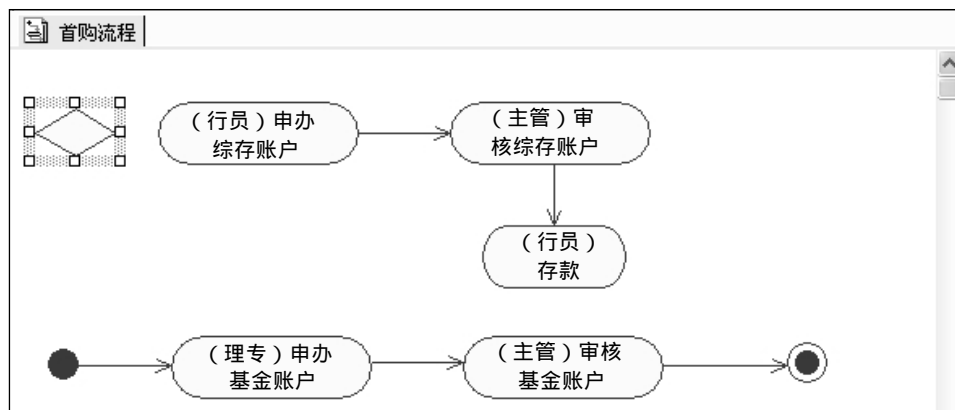 首购流程
（行员）申办
综存账户
（主管）审
核综存账户
（行员）
存款
（理专）申办
基金账户
（主管）审核
基金账户